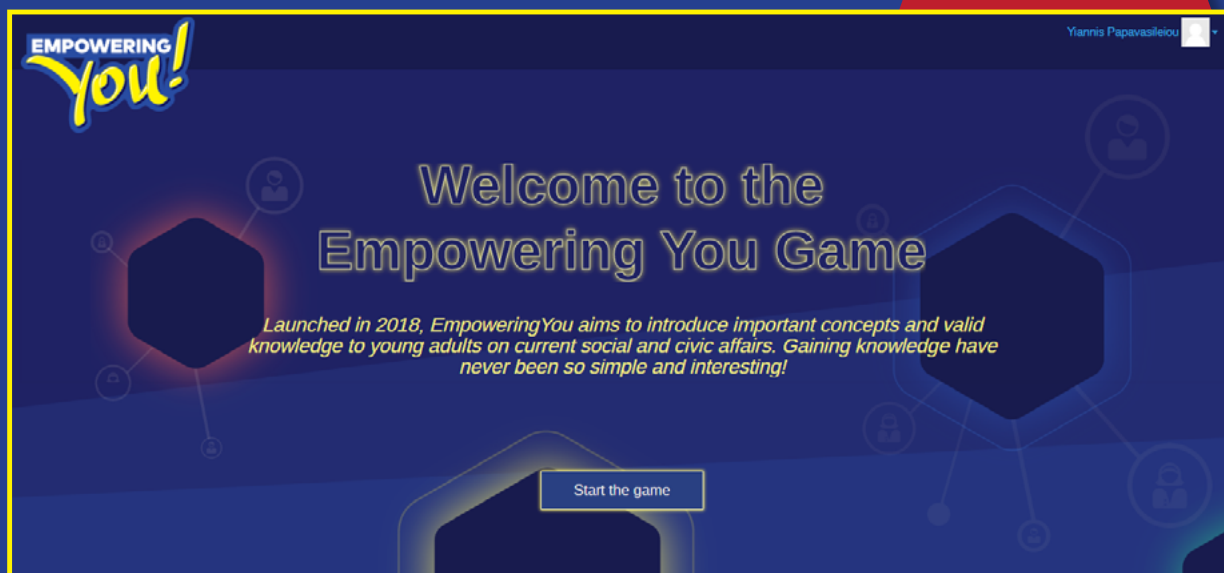 EMPOWERING
You!
Yiannis Papavasileiou
Welcome to the
Empowering You Game
Launched in 2018, EmpoweringYou aims to introduce important concepts and valid
knowledge to young adults on current social and civic affairs. Gaining knowledge have
never been so simple and interesting!
Start the game